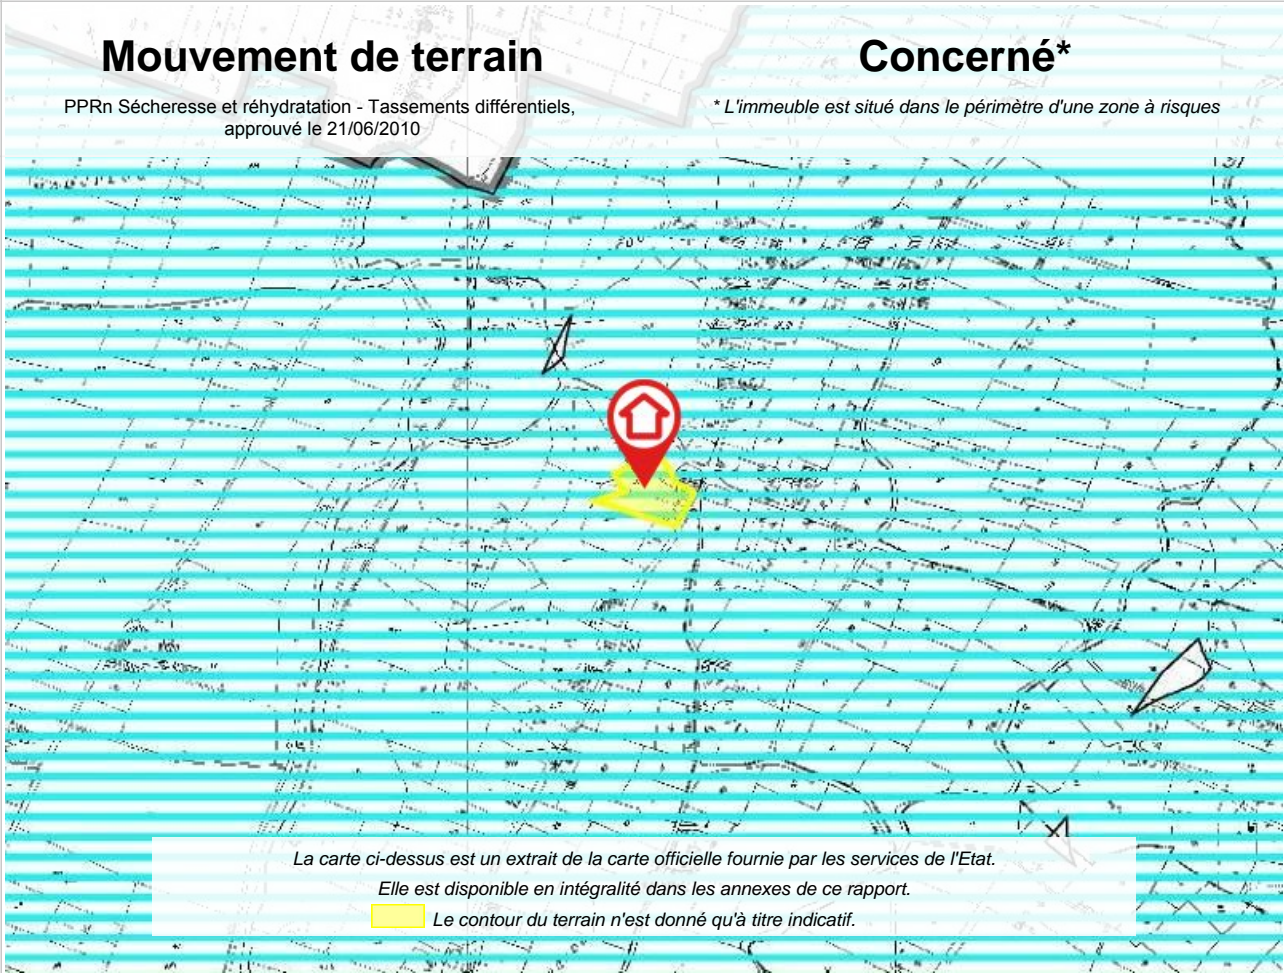 Mouvement de terrain
PPRn Sécheresse et réhydratation - Tassements différentiels,
approuvé le 21/06/2010
Concerné*
* L'immeuble est situé dans le périmètre d'une zone à risques
La carte ci-dessus est un extrait de la carte officielle fournie par les services de l'Etat.
Elle est disponible en intégralité dans les annexes de ce rapport.
Le contour du terrain n'est donné qu'à titre indicatif.